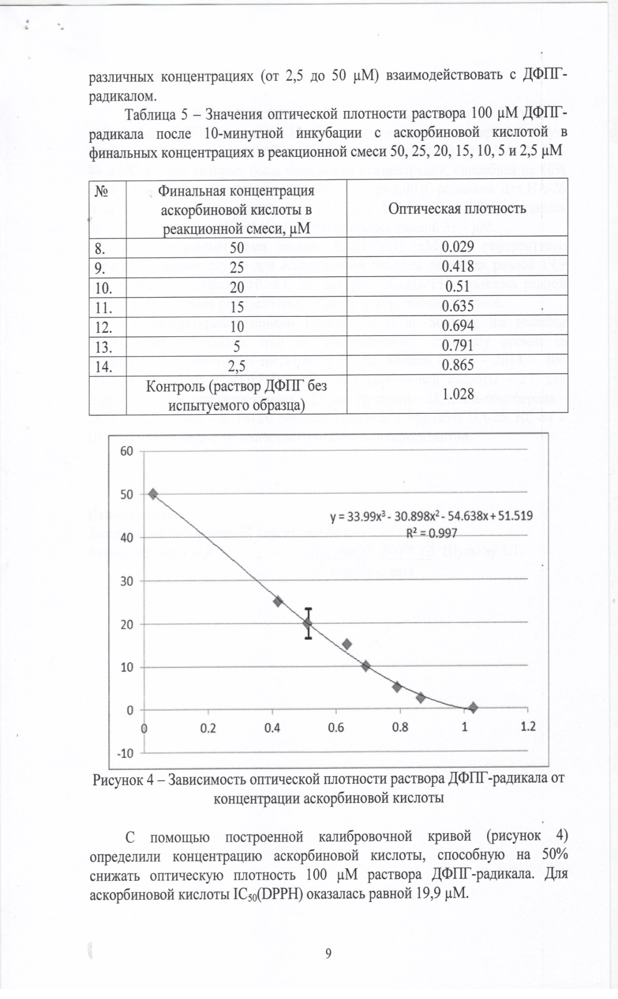 различных концентрациях (от 2,5 до 50 μM) взаимодействовать с ДФПГ-
радикалом.
Таблица 5 – Значения оптической плотности раствора 100 μM ДФПГ-
радикала после 10-минутной инкубации с аскорбиновой кислотой в
финальных концентрациях в реакционной смеси 50, 25, 20, 15, 10, 5 и 2,5 μM
№ Финальная концентрация
аскорбиновой кислоты в
реакционной смеси, μM
Оптическая плотность
8. 50 0.029
9. 25 0.418
10. 20 0.51
11. 15 0.635
12. 10 0.694
13. 5 0.791
14. 2,5 0.865
Контроль (раствор ДФПГ без
испытуемого образца)
1.028
60
50
y = 33.99x³ - 30.898x² - 54.638x + 51.519
R² = 0.997
40
30
20
10
0
0 0.2 0.4 0.6 0.8 1 1.2
-10
Рисунок 4 – Зависимость оптической плотности раствора ДФПГ-радикала от
концентрации аскорбиновой кислоты
С помощью построенной калибровочной кривой (рисунок 4)
определили концентрацию аскорбиновой кислоты, способную на 50%
снижать оптическую плотность 100 μM раствора ДФПГ-радикала. Для
аскорбиновой кислоты IC₅₀(DPPH) оказалась равной 19,9 μM.
9